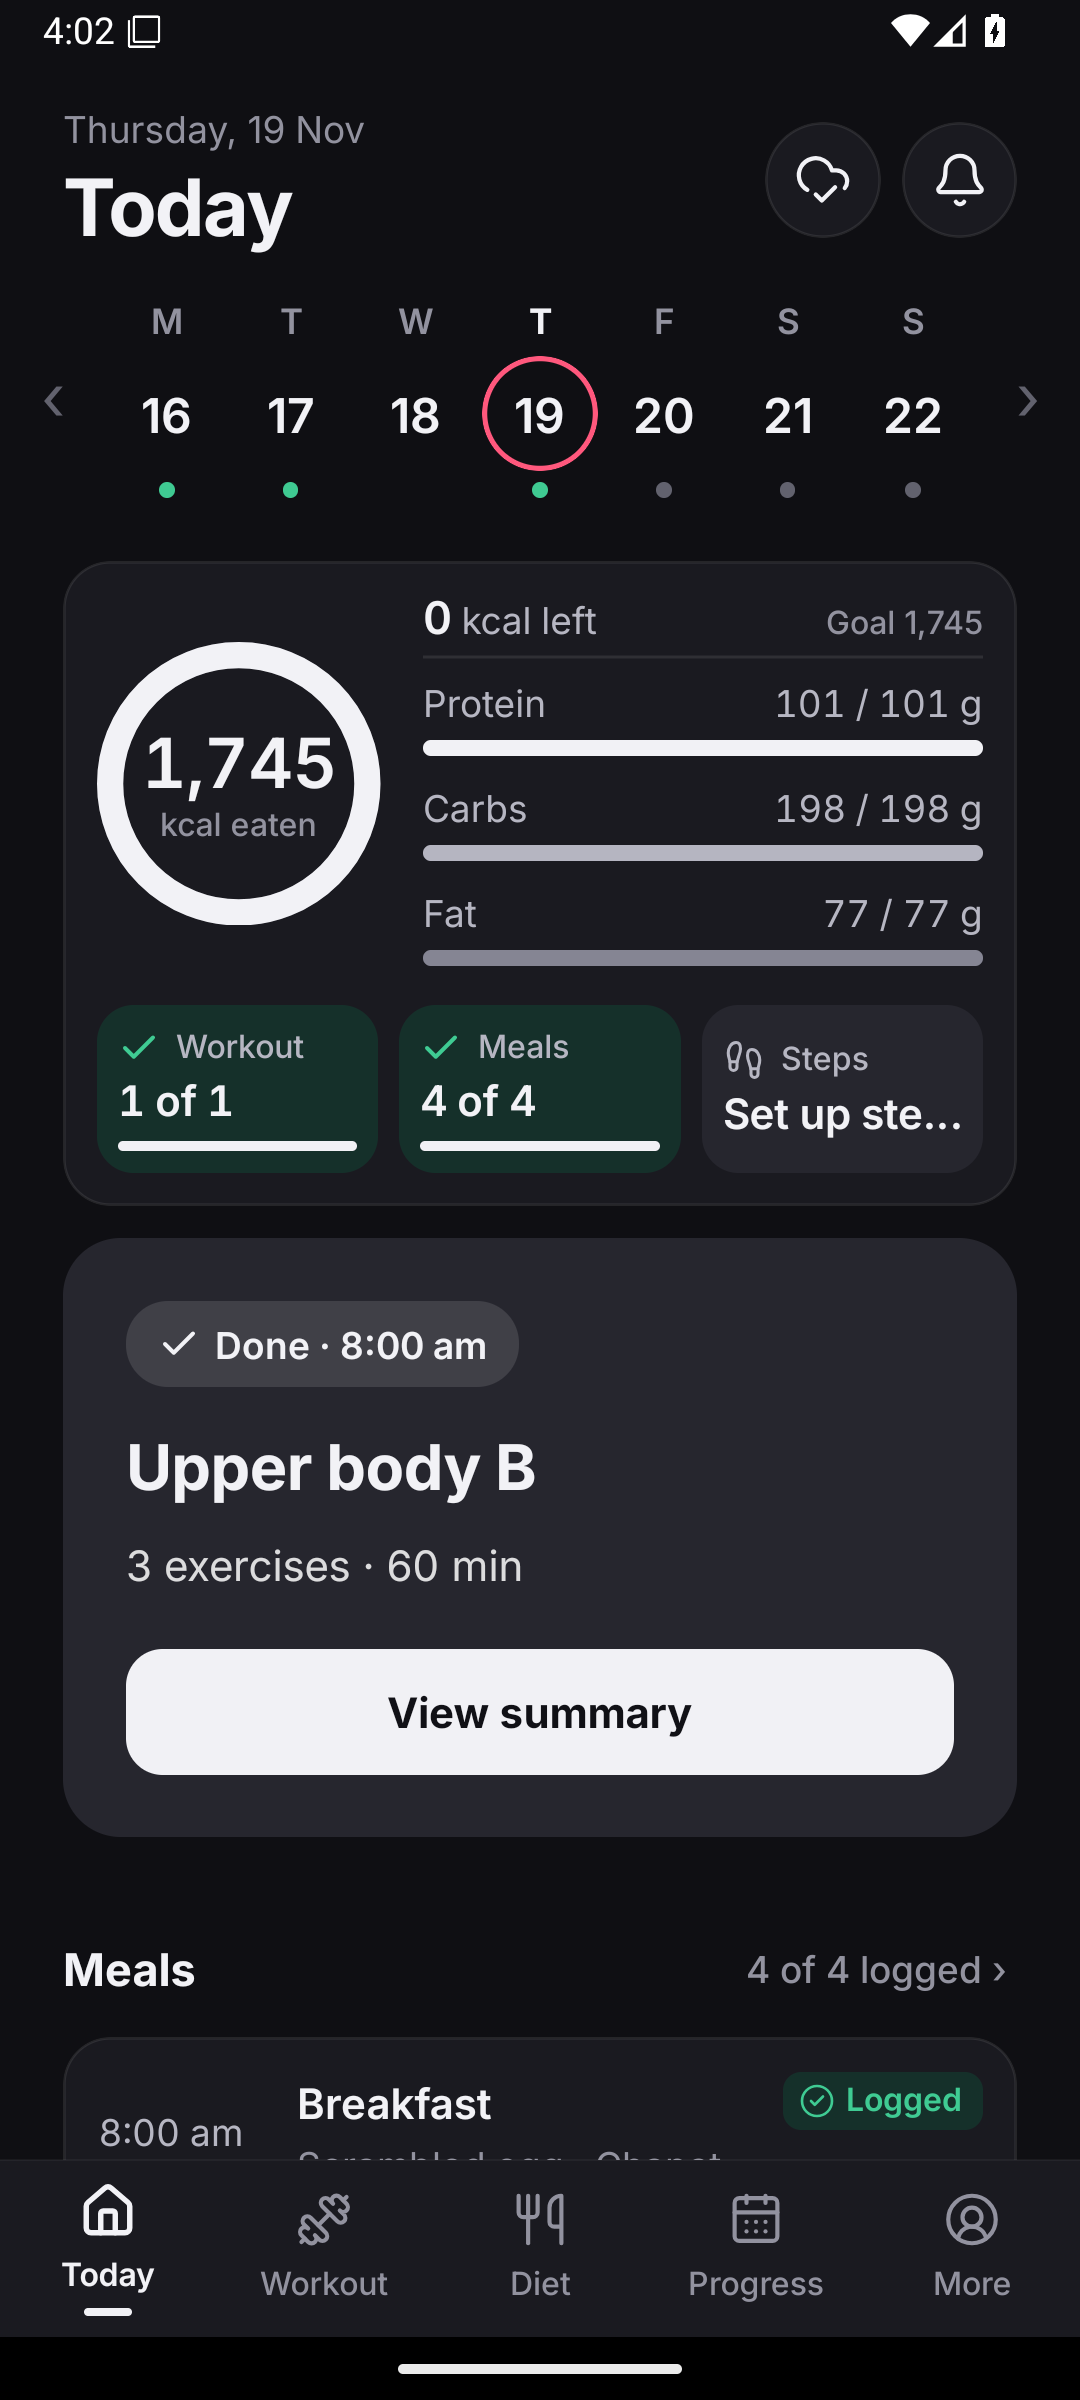 4:02
Thursday, 19 Nov
Today
M T W T F S S
‹ 16 17 18 19 20 21 22 ›
0 kcal left Goal 1,745
1,745
kcal eaten
Protein 101 / 101 g
Carbs 198 / 198 g
Fat 77 / 77 g
Workout
1 of 1
Meals
4 of 4
Steps
Set up ste...
Done · 8:00 am
Upper body B
3 exercises · 60 min
View summary
Meals 4 of 4 logged ›
Breakfast Logged
8:00 am
Today Workout Diet Progress More